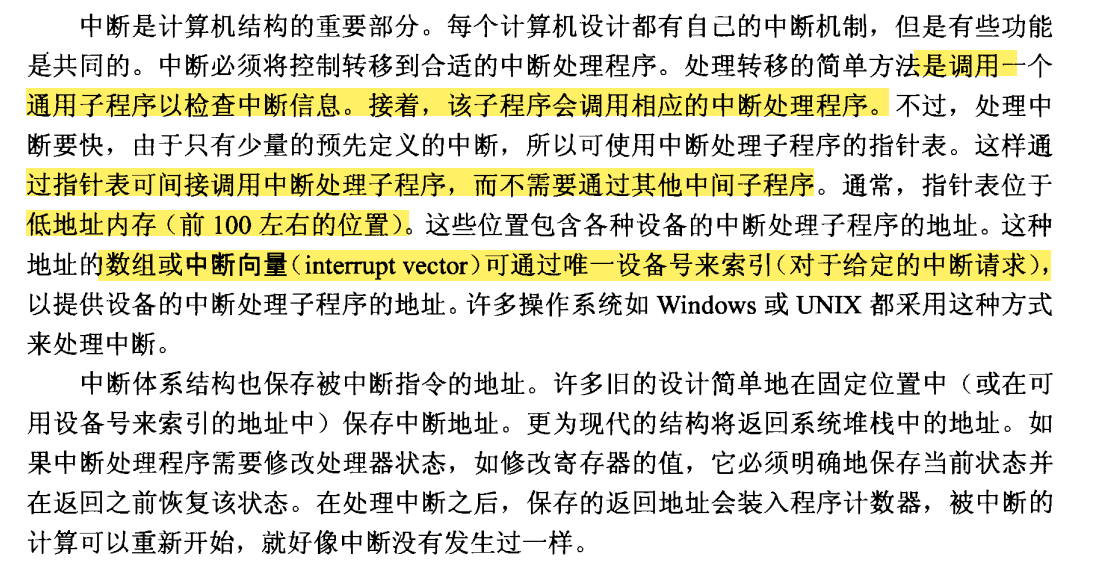 中断是计算机结构的重要部分。每个计算机设计都有自己的中断机制，但是有些功能
是共同的。中断必须将控制转移到合适的中断处理程序。处理转移的简单方法是调用一个
通用子程序以检查中断信息。接着，该子程序会调用相应的中断处理程序。不过，处理中
断要快，由于只有少量的预先定义的中断，所以可使用中断处理子程序的指针表。这样通
过指针表可间接调用中断处理子程序，而不需要通过其他中间子程序。通常，指针表位于
低地址内存（前 100 左右的位置）。这些位置包含各种设备的中断处理子程序的地址。这种
地址的数组或中断向量（interrupt vector）可通过唯一设备号来索引（对于给定的中断请求），
以提供设备的中断处理子程序的地址。许多操作系统如 Windows 或 UNIX 都采用这种方式
来处理中断。
中断体系结构也保存被中断指令的地址。许多旧的设计简单地在固定位置中（或在可
用设备号来索引的地址中）保存中断地址。更为现代的结构将返回系统堆栈中的地址。如
果中断处理程序需要修改处理器状态，如修改寄存器的值，它必须明确地保存当前状态并
在返回之前恢复该状态。在处理中断之后，保存的返回地址会装入程序计数器，被中断的
计算可以重新开始，就好像中断没有发生过一样。